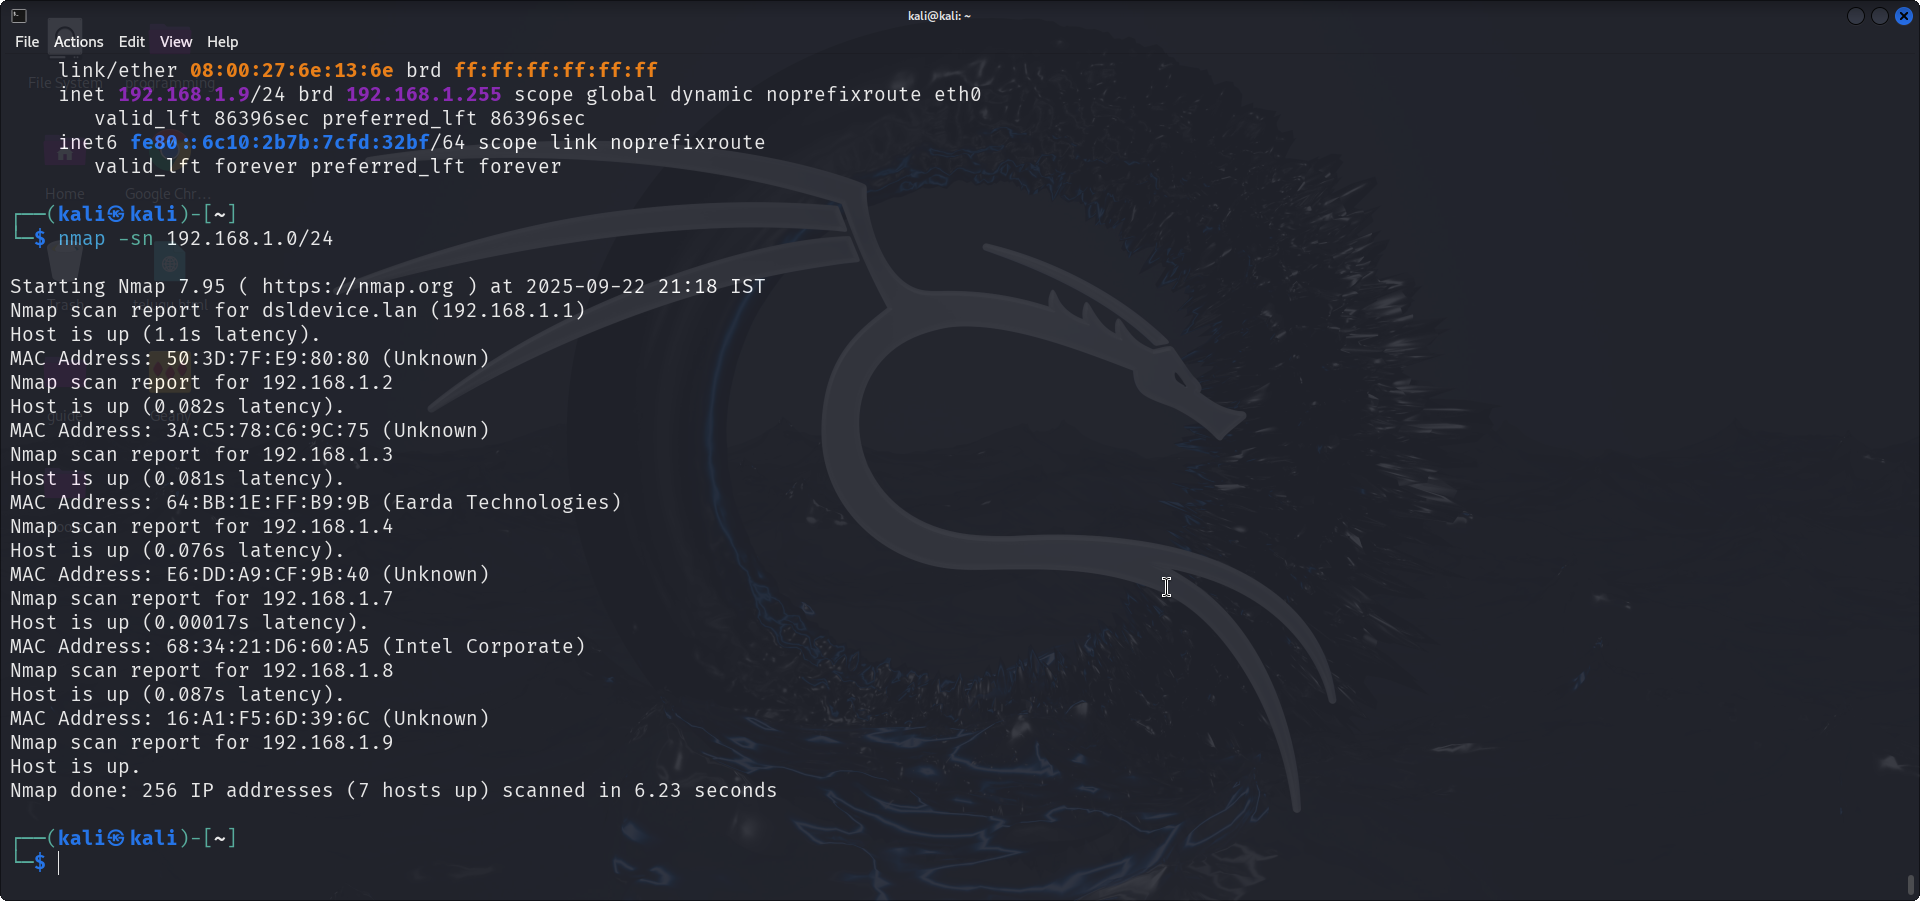 kali@kali: ~
File Actions Edit View Help
link/ether 08:00:27:6e:13:6e brd ff:ff:ff:ff:ff:ff
inet 192.168.1.9/24 brd 192.168.1.255 scope global dynamic noprefixroute eth0
valid_lft 86396sec preferred_lft 86396sec
inet6 fe80::6c10:2b7b:7cfd:32bf/64 scope link noprefixroute
valid_lft forever preferred_lft forever
┌──(kali㉿kali)-[~]
└─$ nmap -sn 192.168.1.0/24
Starting Nmap 7.95 ( https://nmap.org ) at 2025-09-22 21:18 IST
Nmap scan report for dsldevice.lan (192.168.1.1)
Host is up (1.1s latency).
MAC Address: 50:3D:7F:E9:80:80 (Unknown)
Nmap scan report for 192.168.1.2
Host is up (0.082s latency).
MAC Address: 3A:C5:78:C6:9C:75 (Unknown)
Nmap scan report for 192.168.1.3
Host is up (0.081s latency).
MAC Address: 64:BB:1E:FF:B9:9B (Earda Technologies)
Nmap scan report for 192.168.1.4
Host is up (0.076s latency).
MAC Address: E6:DD:A9:CF:9B:40 (Unknown)
Nmap scan report for 192.168.1.7
Host is up (0.00017s latency).
MAC Address: 68:34:21:D6:60:A5 (Intel Corporate)
Nmap scan report for 192.168.1.8
Host is up (0.087s latency).
MAC Address: 16:A1:F5:6D:39:6C (Unknown)
Nmap scan report for 192.168.1.9
Host is up.
Nmap done: 256 IP addresses (7 hosts up) scanned in 6.23 seconds
┌──(kali㉿kali)-[~]
└─$
File System
programming
Home
Google Chr...
Trash